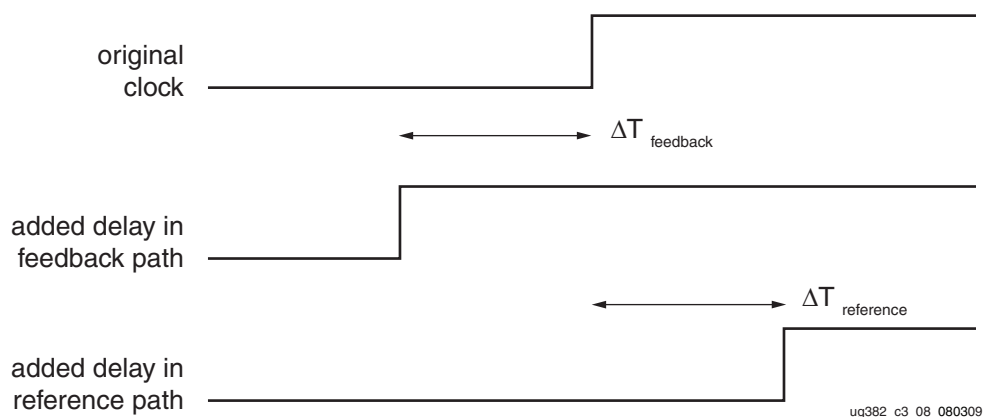 original
clock
ΔT feedback
added delay in
feedback path
ΔT reference
added delay in
reference path
ug382_c3_08_080309